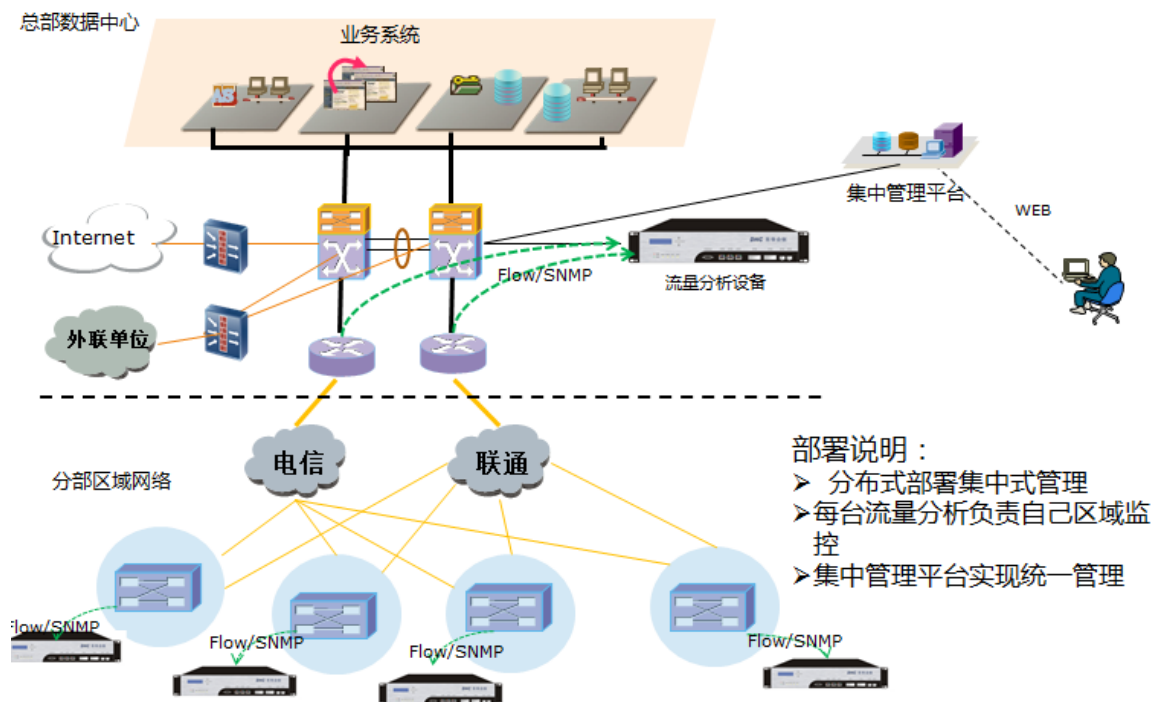 总部数据中心
业务系统
集中管理平台
WEB
Internet
Flow/SNMP
流量分析设备
外联单位
电信
联通
分部区域网络
部署说明：
➢ 分布式部署集中式管理
➢每台流量分析负责自己区域监
控
➢集中管理平台实现统一管理
Flow/SNMP
Flow/SNMP
Flow/SNMP
Flow/SNMP